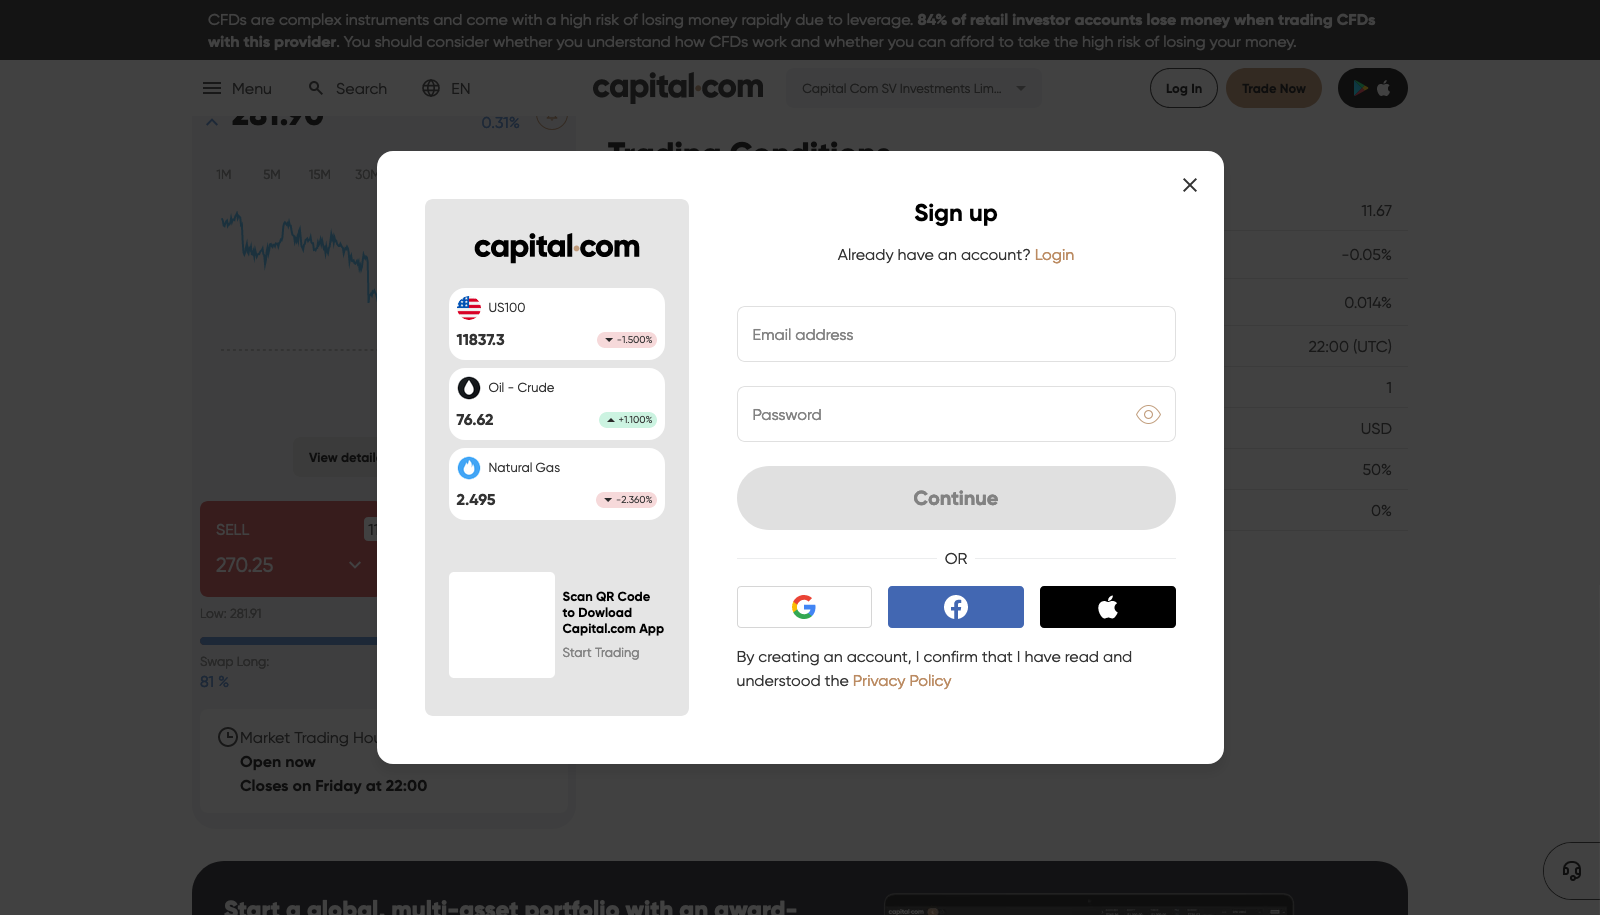 CFDs are complex instruments and come with a high risk of losing money rapidly due to leverage. 84% of retail investor accounts lose money when trading CFDs
with this provider. You should consider whether you understand how CFDs work and whether you can afford to take the high risk of losing your money.
Menu
Search
EN
capital.com
Capital Com SV Investments Lim...
Log In
Trade Now
281.90
0.31%
1M 5M 15M 30M
View details
SELL
270.25
Low: 281.91
Swap Long:
81 %
Market Trading Hou
Open now
Closes on Friday at 22:00
Trading Conditions
11.67
-0.05%
0.014%
22:00 (UTC)
1
USD
50%
0%
capital.com
US100
11837.3
-1.500%
Oil - Crude
76.62
+1.100%
Natural Gas
2.495
-2.360%
Scan QR Code
to Dowload
Capital.com App
Start Trading
Sign up
Already have an account? Login
Email address
Password
Continue
OR
By creating an account, I confirm that I have read and
understood the Privacy Policy
Start a global, multi-asset portfolio with an award-
capital.com